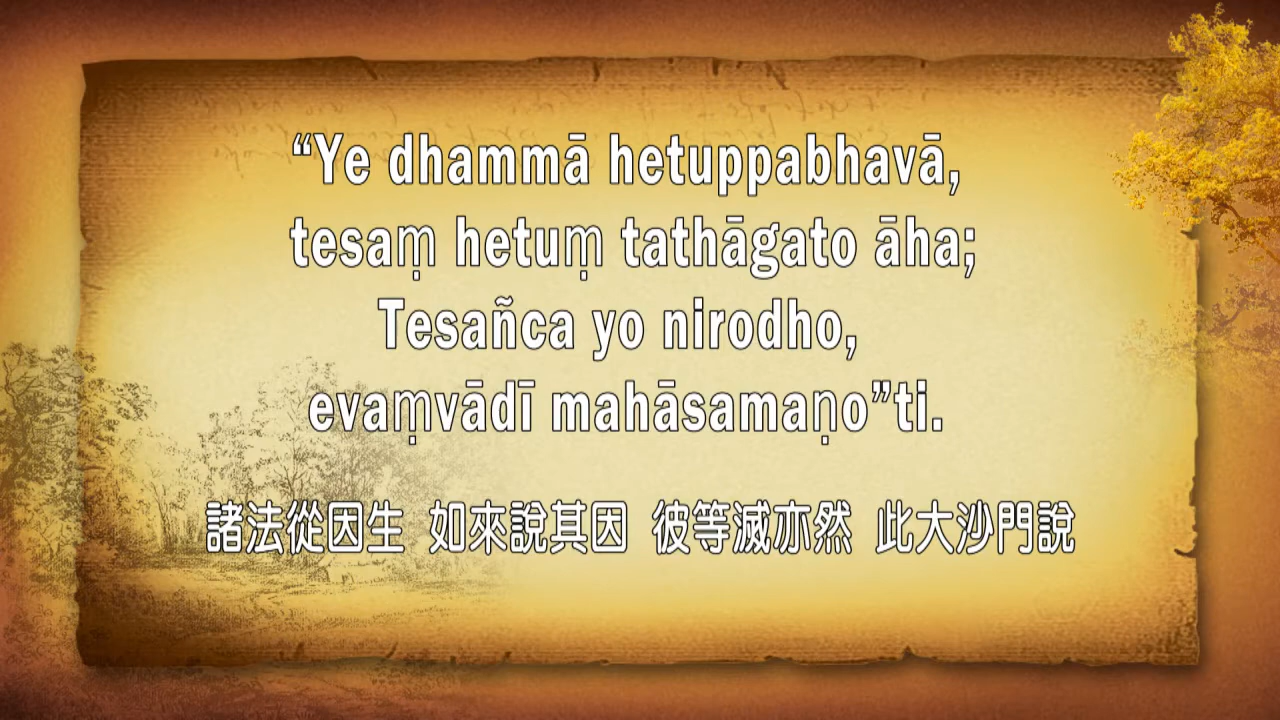 “Ye dhammā hetuppabhavā,
tesaṃ hetuṃ tathāgato āha;
Tesañca yo nirodho,
evaṃvādī mahāsamaṇo”ti.
諸法從因生 如來說其因 彼等滅亦然 此大沙門說